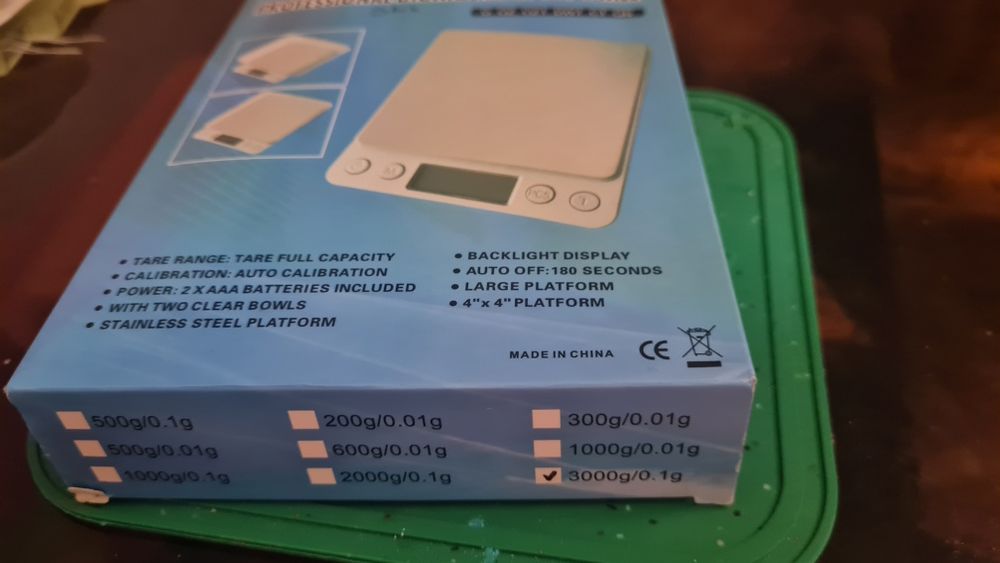 PROFESSIONAL
TARE RANGE: TARE FULL CAPACITY
CALIBRATION: AUTO CALIBRATION
POWER: 2 X AAA BATTERIES INCLUDED
WITH TWO CLEAR BOWLS
STAINLESS STEEL PLATFORM
BACKLIGHT DISPLAY
AUTO OFF:180 SECONDS
LARGE PLATFORM
4"x 4" PLATFORM
PCS
T
M
MADE IN CHINA
CE
500g/0.1g
200g/0.01g
300g/0.01g
500g/0.01g
600g/0.01g
1000g/0.01g
1000g/0.1g
2000g/0.1g
3000g/0.1g